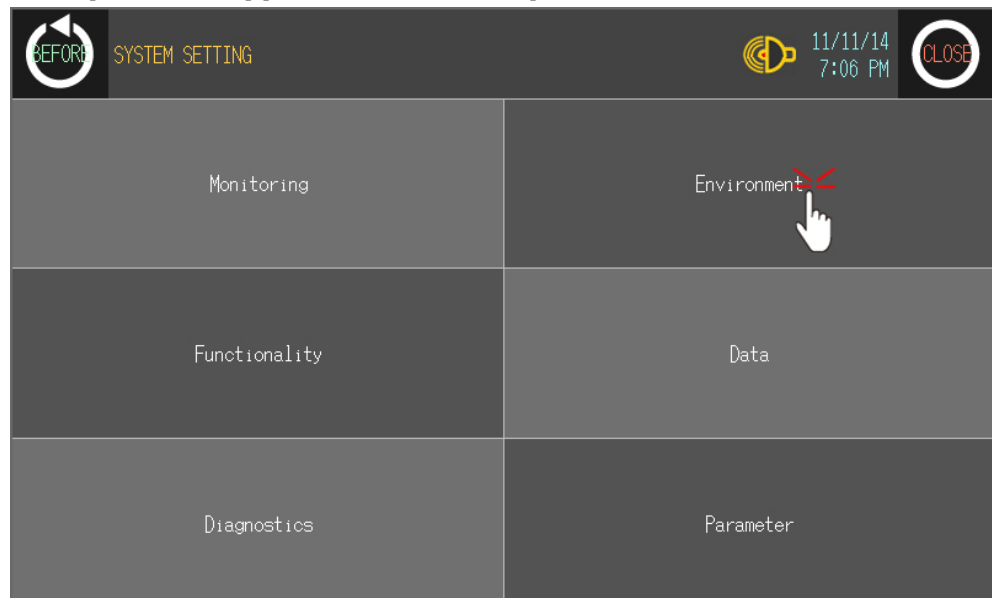 BEFORE
SYSTEM SETTING
11/11/14
7:06 PM
CLOSE
Monitoring
Environment
Functionality
Data
Diagnostics
Parameter